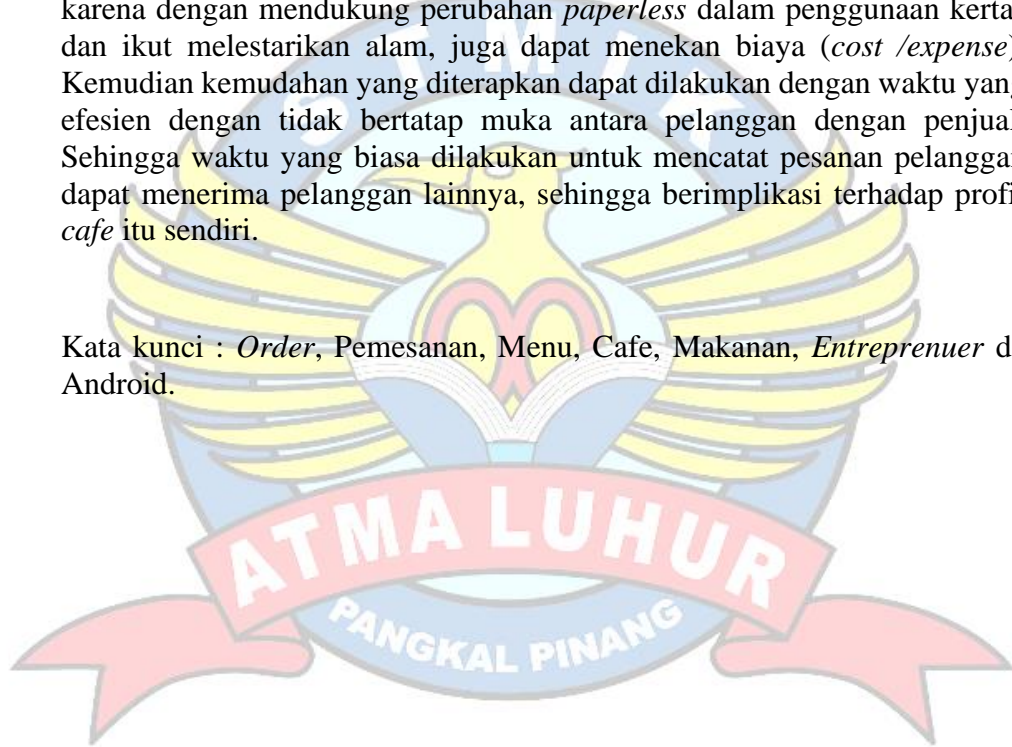 karena dengan mendukung perubahan paperless dalam penggunaan kerta
dan ikut melestarikan alam, juga dapat menekan biaya (cost /expense)
Kemudian kemudahan yang diterapkan dapat dilakukan dengan waktu yang
efesien dengan tidak bertatap muka antara pelanggan dengan penjual
Sehingga waktu yang biasa dilakukan untuk mencatat pesanan pelanggan
dapat menerima pelanggan lainnya, sehingga berimplikasi terhadap profi
cafe itu sendiri.
Kata kunci : Order, Pemesanan, Menu, Cafe, Makanan, Entreprenuer d
Android.
STMIK
ATMA LUHUR
PANGKAL PINANG